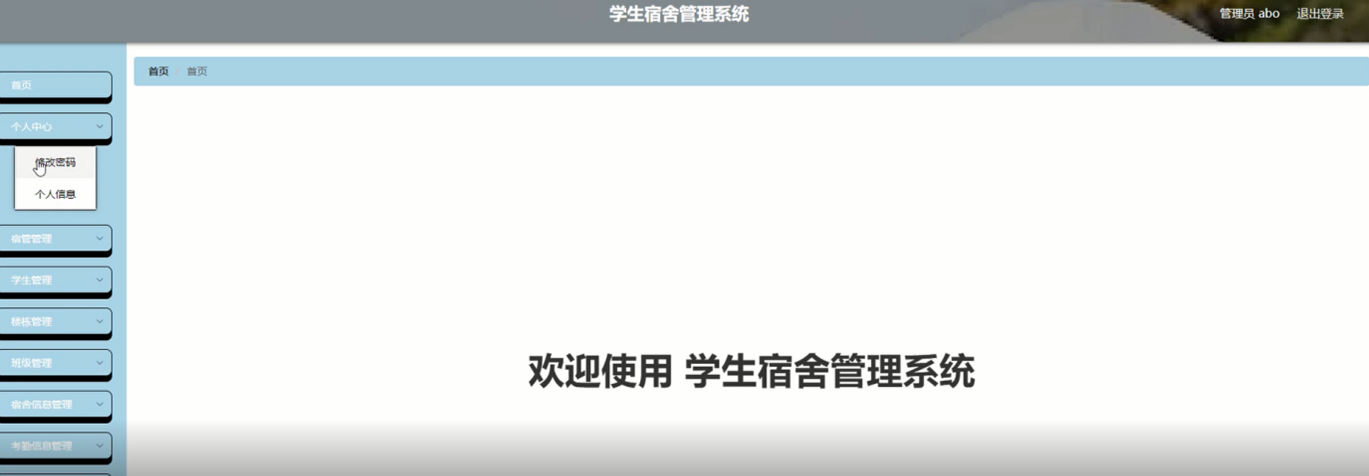 学生宿舍管理系统
管理员 abo 退出登录
首页 首页
首页
个人中心
修改密码
个人信息
宿管管理
学生管理
楼栋管理
班级管理
宿舍信息管理
考勤信息管理
欢迎使用 学生宿舍管理系统